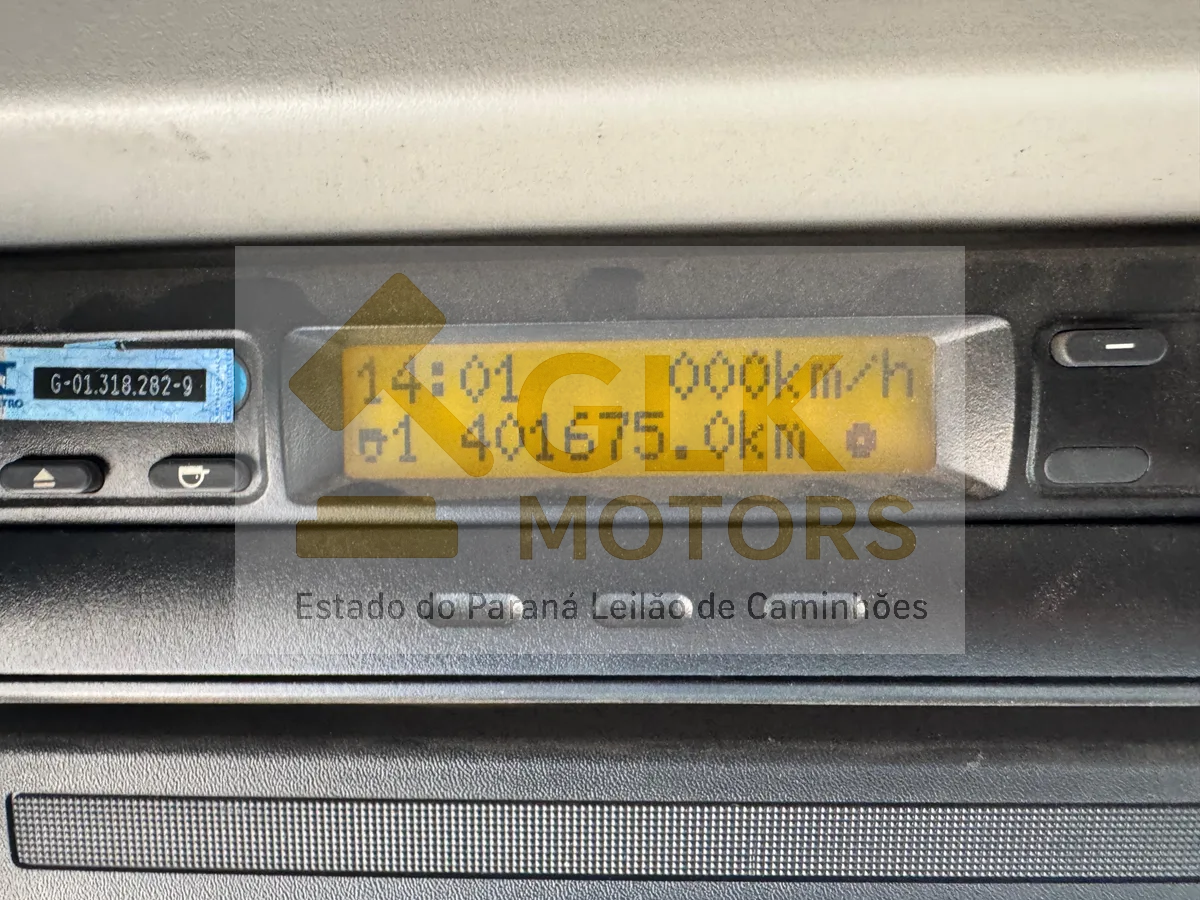 14:01 000km/h
1 401675.0km
G-01.318.282-9
GLK
MOTORS
Estado do Paraná Leilão de Caminhões